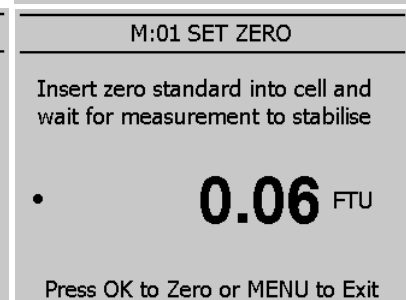 M:01 SET ZERO
Insert zero standard into cell and
wait for measurement to stabilise
• 0.06 FTU
Press OK to Zero or MENU to Exit